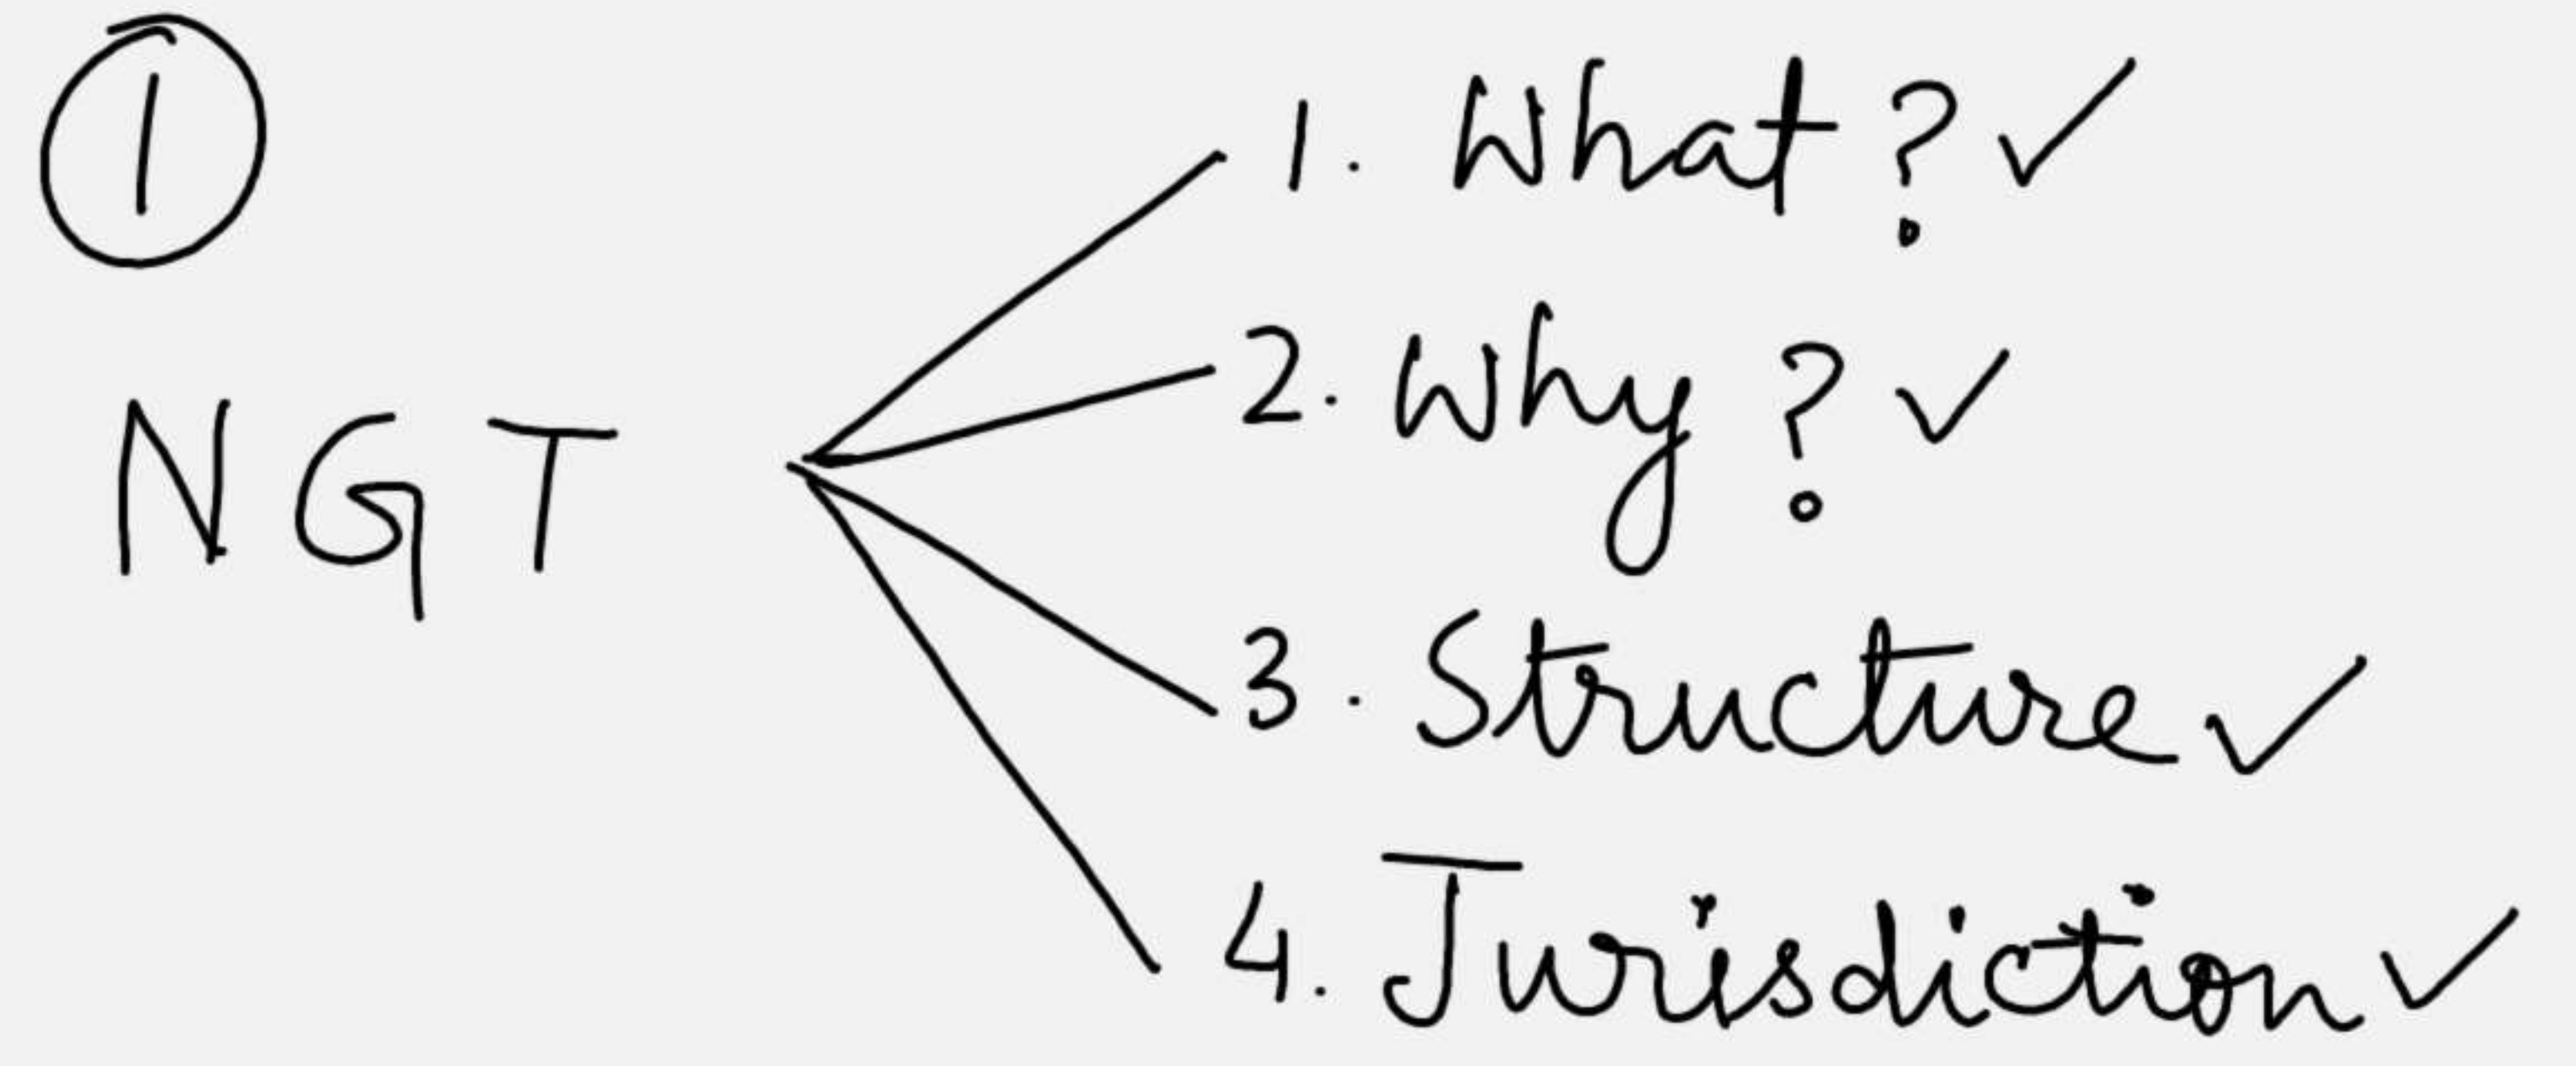 ①
NGT
1. What? ✓
2. Why? ✓
3. Structure ✓
4. Jurisdiction ✓